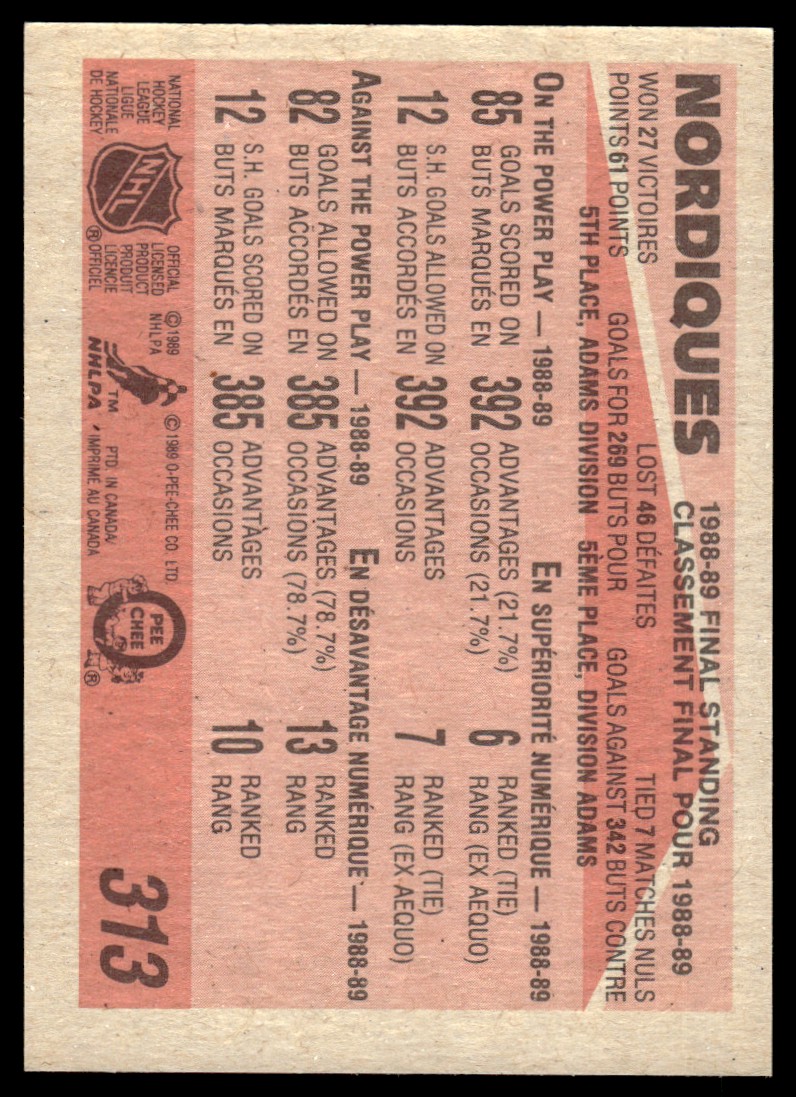 NORDIQUES
1988-89 FINAL STANDING
CLASSEMENT FINAL POUR 1988-89
WON 27 VICTOIRES LOST 46 DÉFAITES TIED 7 MATCHES NULS
POINTS 61 POINTS GOALS FOR 269 BUTS POUR GOALS AGAINST 342 BUTS CONTRE
5TH PLACE, ADAMS DIVISION 5ÈME PLACE, DIVISION ADAMS
ON THE POWER PLAY — 1988-89 EN SUPÉRIORITÉ NUMÉRIQUE — 1988-89
85 GOALS SCORED ON 392 ADVANTAGES (21.7%) 6 RANKED (TIE)
BUTS MARQUÉS EN OCCASIONS (21.7%) RANG (EX AEQUO)
12 S.H. GOALS ALLOWED ON 392 ADVANTAGES 7 RANKED (TIE)
BUTS ACCORDÉS EN OCCASIONS RANG (EX AEQUO)
AGAINST THE POWER PLAY — 1988-89 EN DÉSAVANTAGE NUMÉRIQUE — 1988-89
82 GOALS ALLOWED ON 385 ADVANTAGES (78.7%) 13 RANKED
BUTS ACCORDÉS EN OCCASIONS (78.7%) RANG
12 S.H. GOALS SCORED ON 385 ADVANTAGES 10 RANKED
BUTS MARQUÉS EN OCCASIONS RANG
NATIONAL
HOCKEY
LEAGUE
LIGUE
NATIONALE
DE HOCKEY
NHL
®
OFFICIAL
LICENSED
PRODUCT
PRODUIT
LICENCIE
OFFICIEL
© 1989
NHLPA
TM
NHLPA
© 1989 O-PEE-CHEE CO. LTD.
PTD. IN CANADA/
IMPRIME AU CANADA
O
PEE
CHEE
®
313